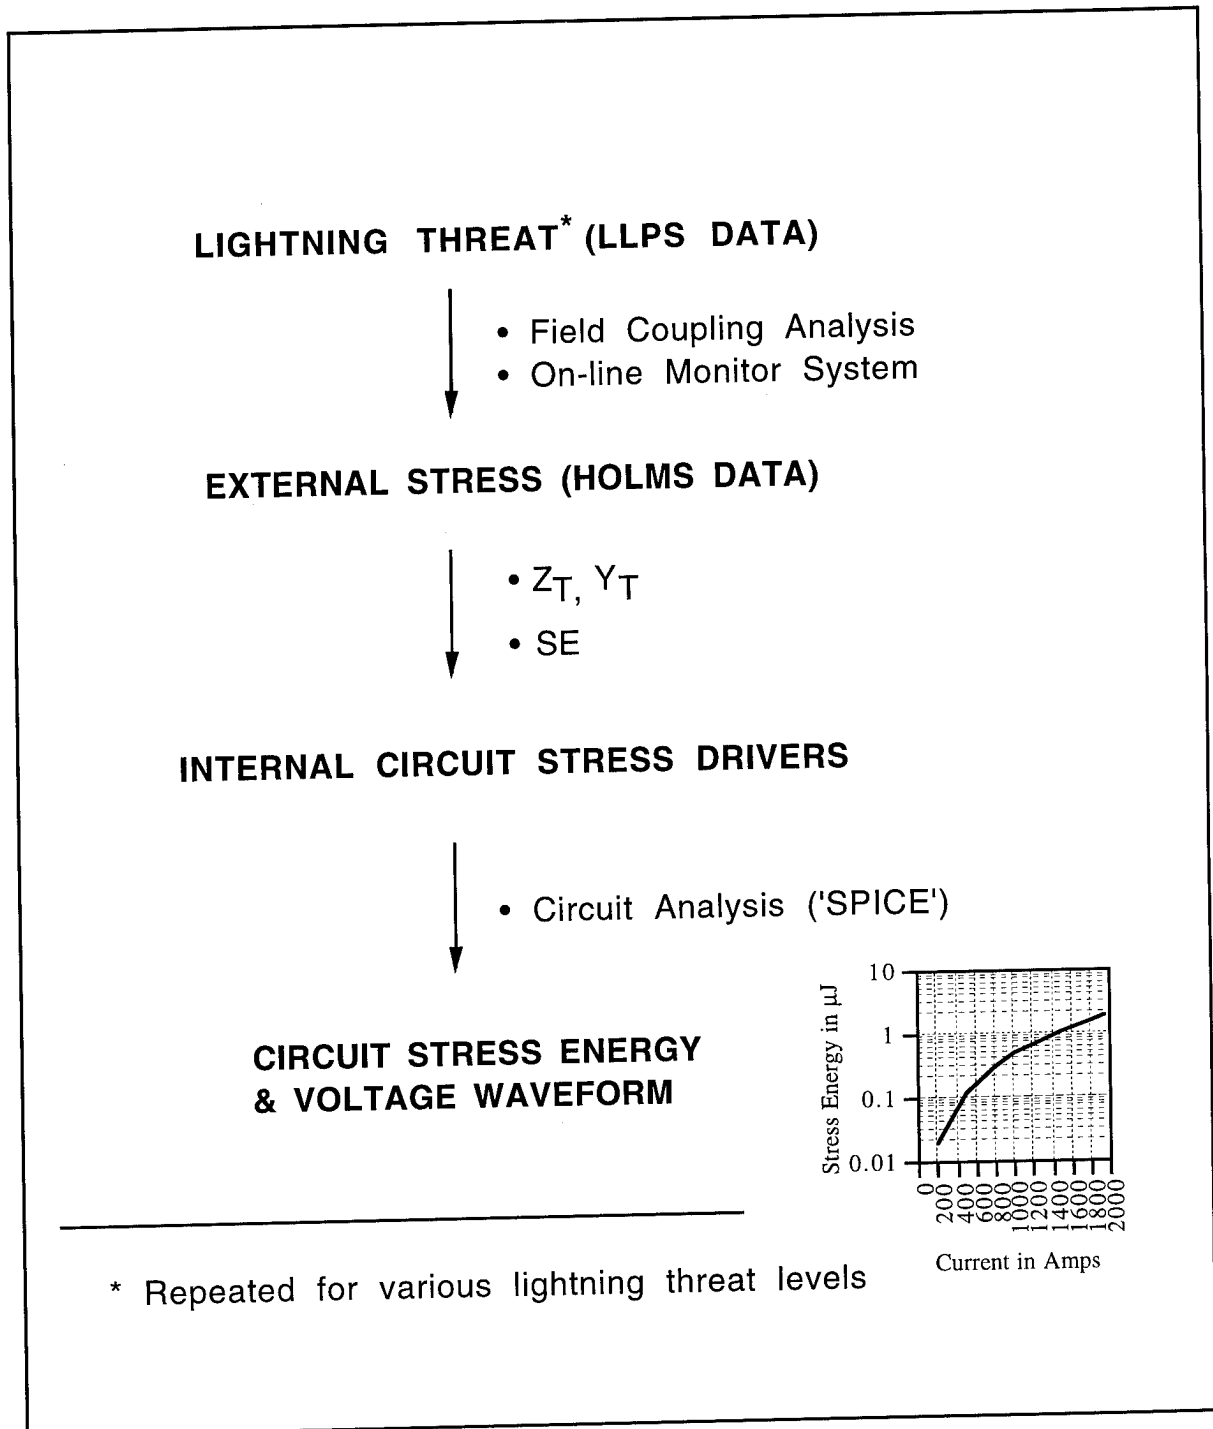 LIGHTNING THREAT* (LLPS DATA)
• Field Coupling Analysis
• On-line Monitor System
EXTERNAL STRESS (HOLMS DATA)
• ZT, YT
• SE
INTERNAL CIRCUIT STRESS DRIVERS
• Circuit Analysis ('SPICE')
CIRCUIT STRESS ENERGY
& VOLTAGE WAVEFORM
Stress Energy in µJ
10
1
0.1
0.01
0
200
400
600
800
1000
1200
1400
1600
1800
2000
Current in Amps
* Repeated for various lightning threat levels